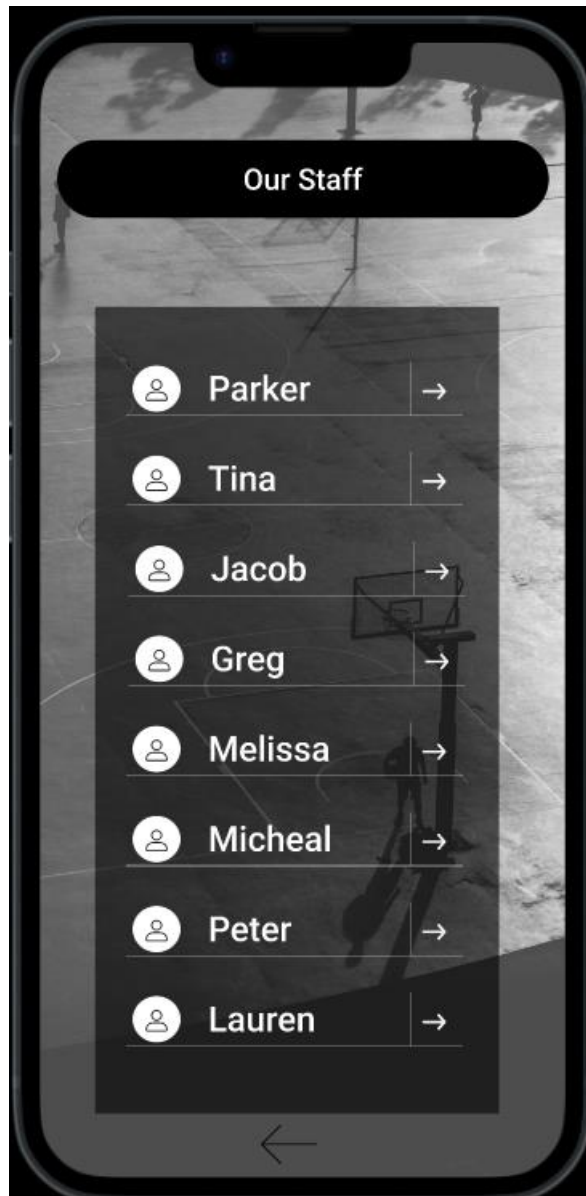 Our Staff
Parker
Tina
Jacob
Greg
Melissa
Micheal
Peter
Lauren